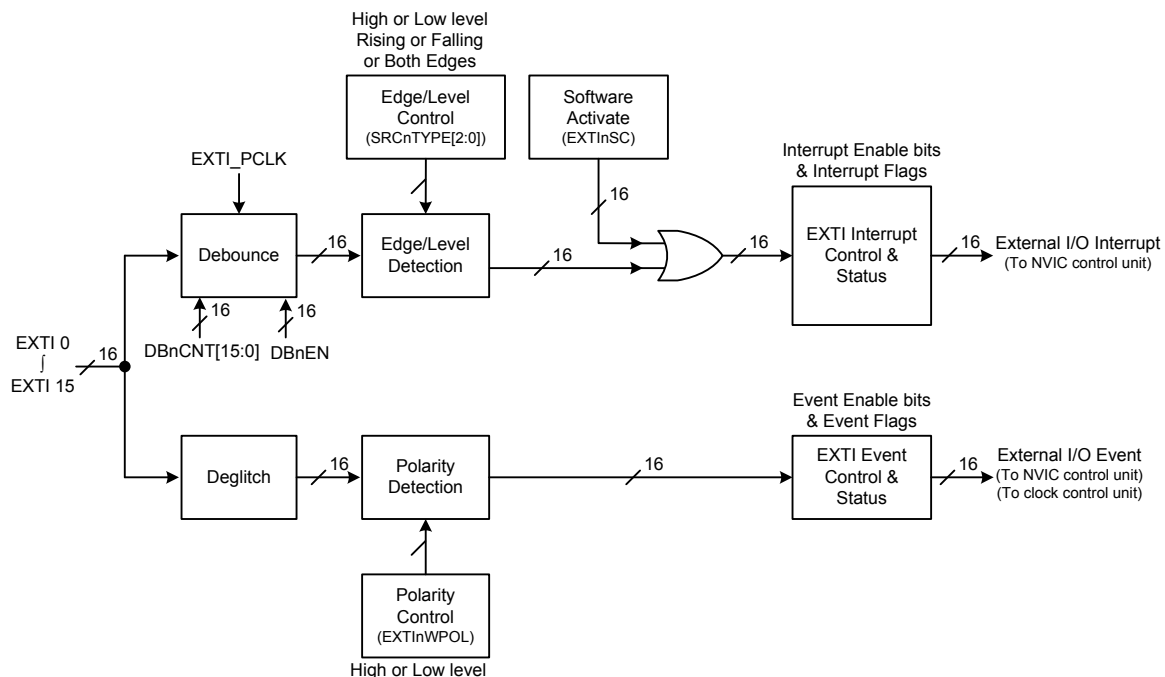 High or Low level
Rising or Falling
or Both Edges
Edge/Level
Control
(SRCnTYPE[2:0])
Software
Activate
(EXTInSC)
EXTI_PCLK
16
Interrupt Enable bits
& Interrupt Flags
Debounce
16
Edge/Level
Detection
16
16
EXTI Interrupt
Control &
Status
16
External I/O Interrupt
(To NVIC control unit)
16
16
DBnCNT[15:0]
DBnEN
EXTI 0
∫
EXTI 15
16
Event Enable bits
& Event Flags
Deglitch
16
Polarity
Detection
16
EXTI Event
Control &
Status
16
External I/O Event
(To NVIC control unit)
(To clock control unit)
Polarity
Control
(EXTInWPOL)
High or Low level